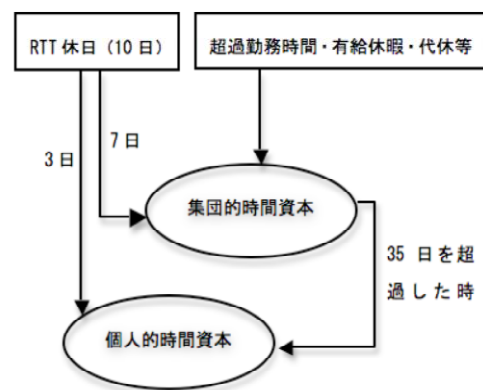 RTT 休日（10 日）
超過勤務時間・有給休暇・代休等
7 日
3 日
集団的時間資本
35 日を超
過した時
個人的時間資本